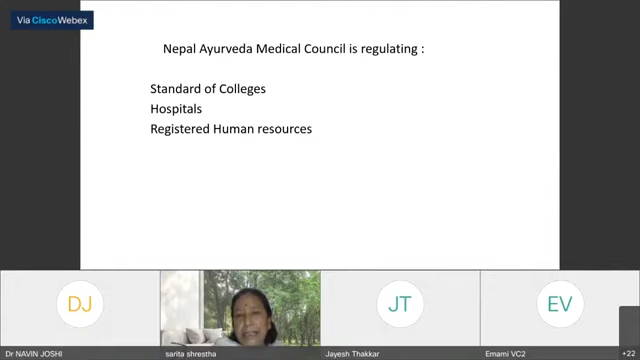 Via Cisco Webex
Nepal Ayurveda Medical Council is regulating :
Standard of Colleges
Hospitals
Registered Human resources
DJ
JT
EV
Dr NAVIN JOSHI
sarita shrestha
Jayesh Thakkar
Emami VC2
+22